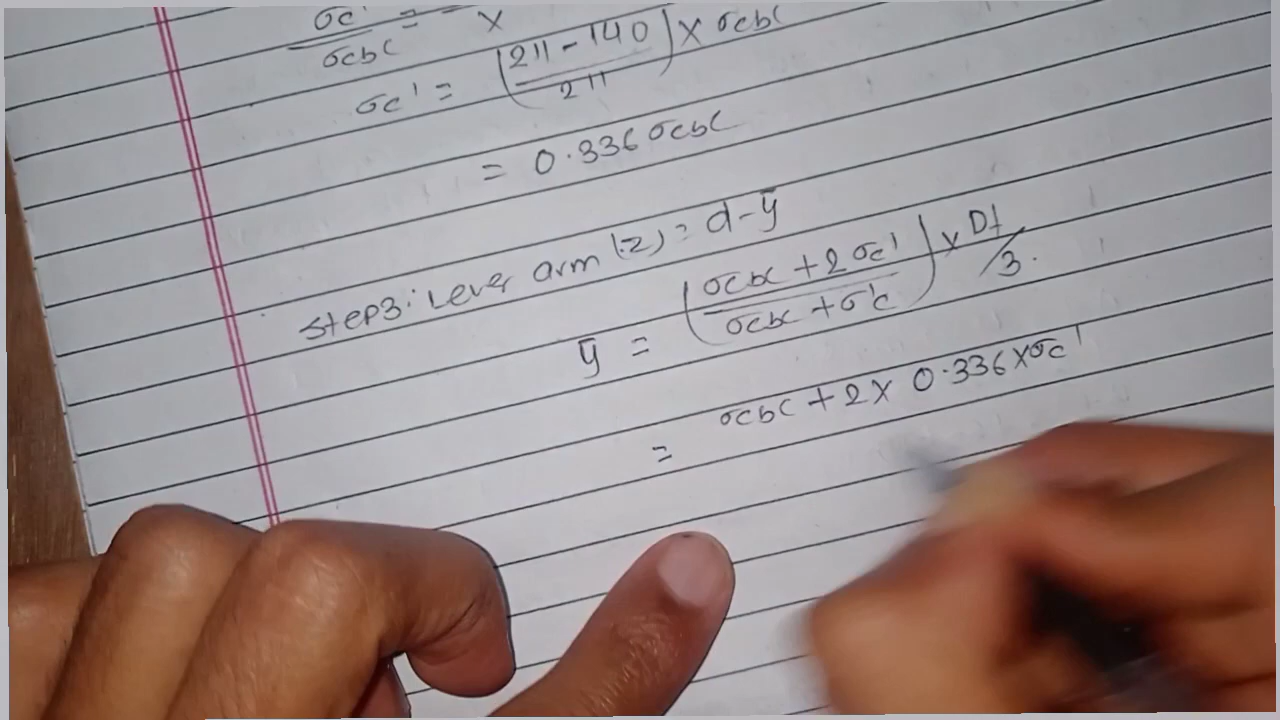 σc' / σcbc = x
σc' = (211 - 140 / 211) x σcbc
= 0.336 σcbc
Step3: Lever arm (z) = d - ȳ
ȳ = (σcbc + 2σc' / σcbc + σ'c) x Df/3.
= σcbc + 2 x 0.336 x σc'